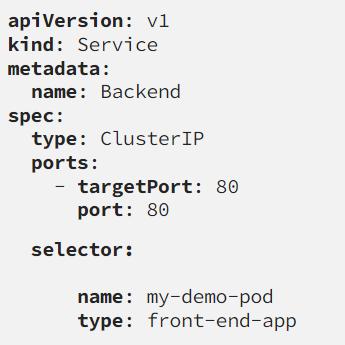 apiVersion: v1
kind: Service
metadata:
  name: Backend
spec:
  type: ClusterIP
  ports:
    - targetPort: 80
      port: 80
  selector:
      name: my-demo-pod
      type: front-end-app